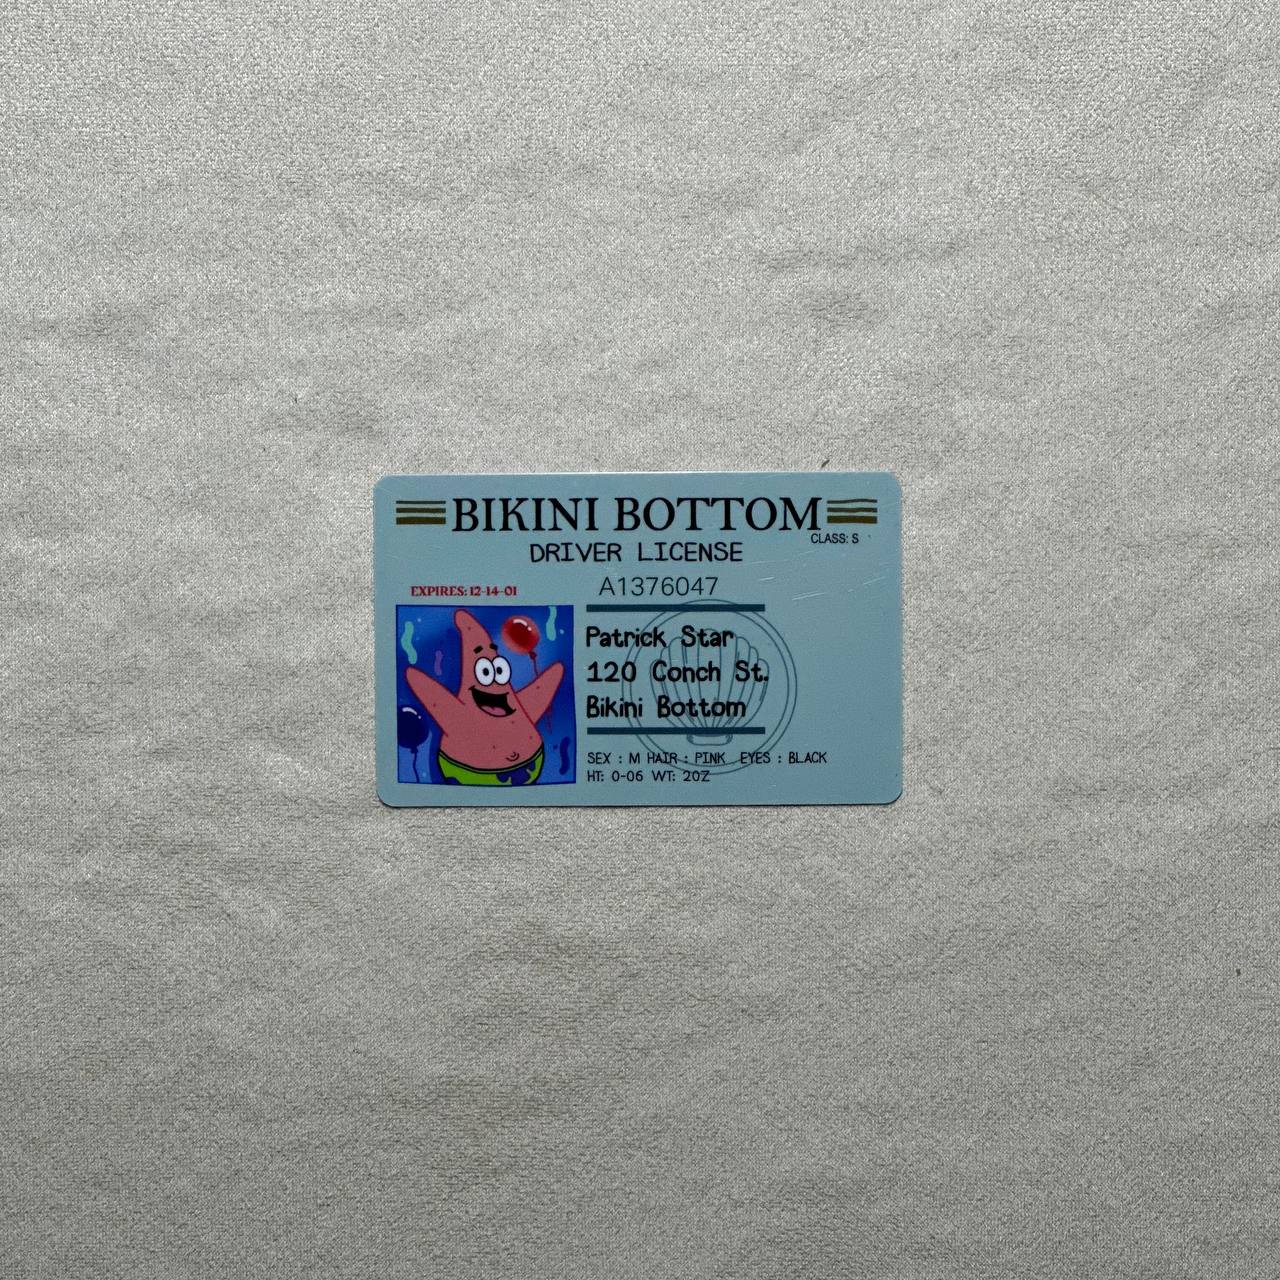 BIKINI BOTTOM
CLASS: S
DRIVER LICENSE
EXPIRES: 12-14-01
A1376047
Patrick Star
120 Conch St.
Bikini Bottom
SEX : M HAIR : PINK EYES : BLACK
HT: 0-06 WT: 2OZ